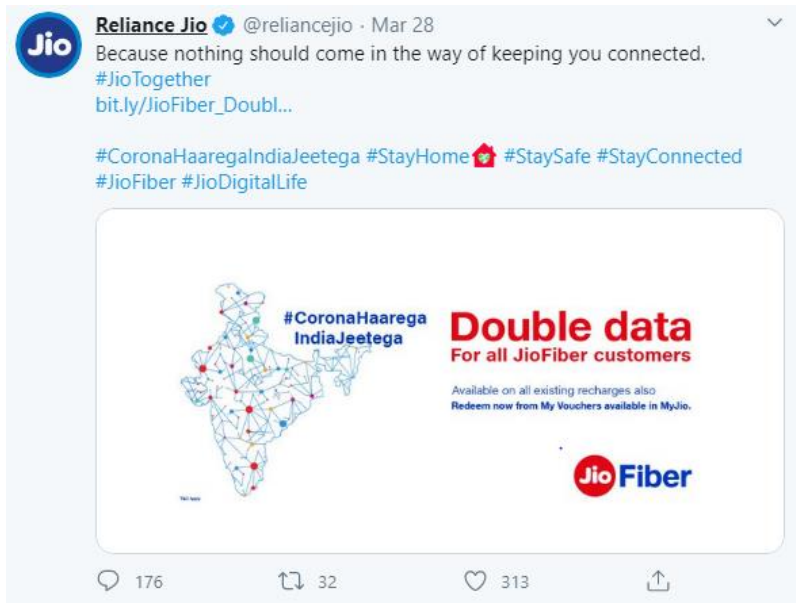 Jio
Reliance Jio @reliancejio · Mar 28
Because nothing should come in the way of keeping you connected.
#JioTogether
bit.ly/JioFiber_Doubl...
#CoronaHaaregaIndiaJeetega #StayHome #StaySafe #StayConnected
#JioFiber #JioDigitalLife
#CoronaHaarega
IndiaJeetega
Double data
For all JioFiber customers
Available on all existing recharges also
Redeem now from My Vouchers available in MyJio.
Jio Fiber
176 32 313